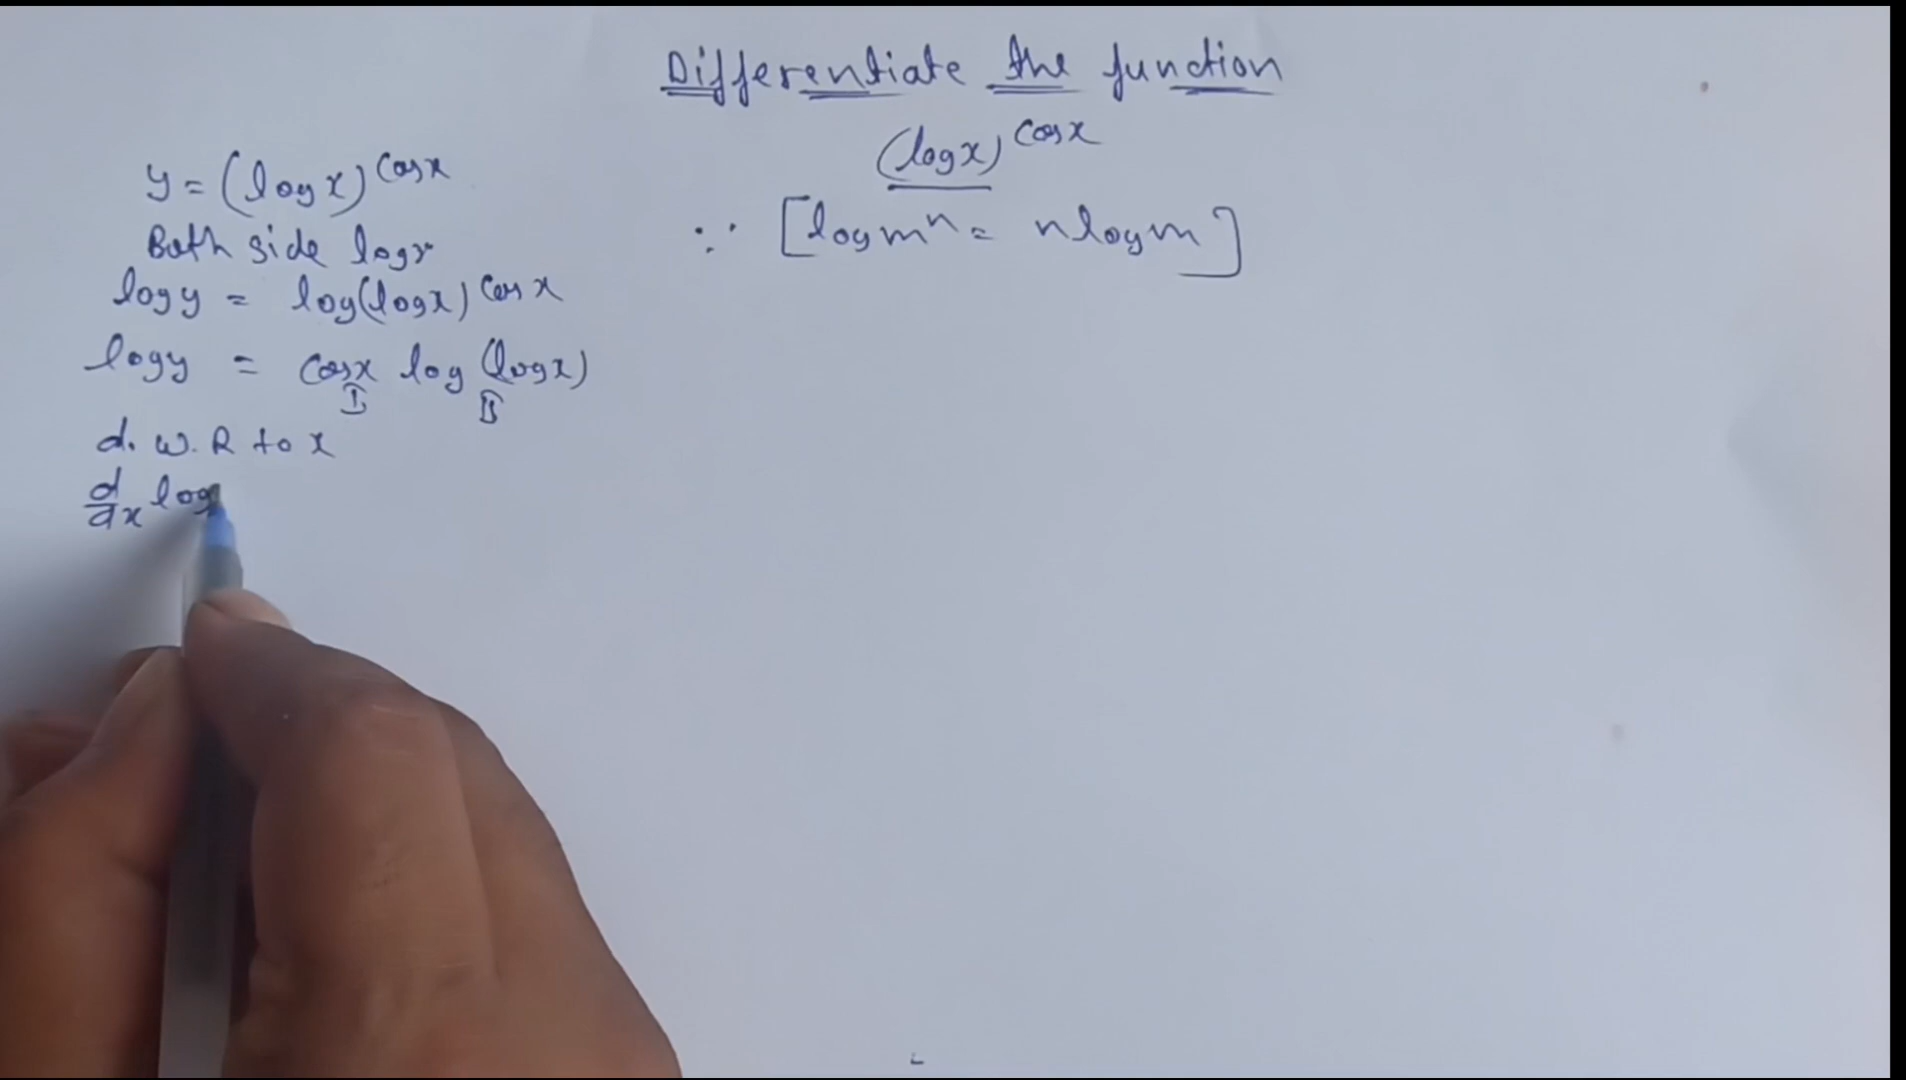 Differentiate the function
(log x)^cos x
∵ [log m^n = n log m]
y = (log x)^cos x
Both side log
log y = log(log x)^cos x
log y = cos x log (log x)
I II
d. w. R to x
d/dx log